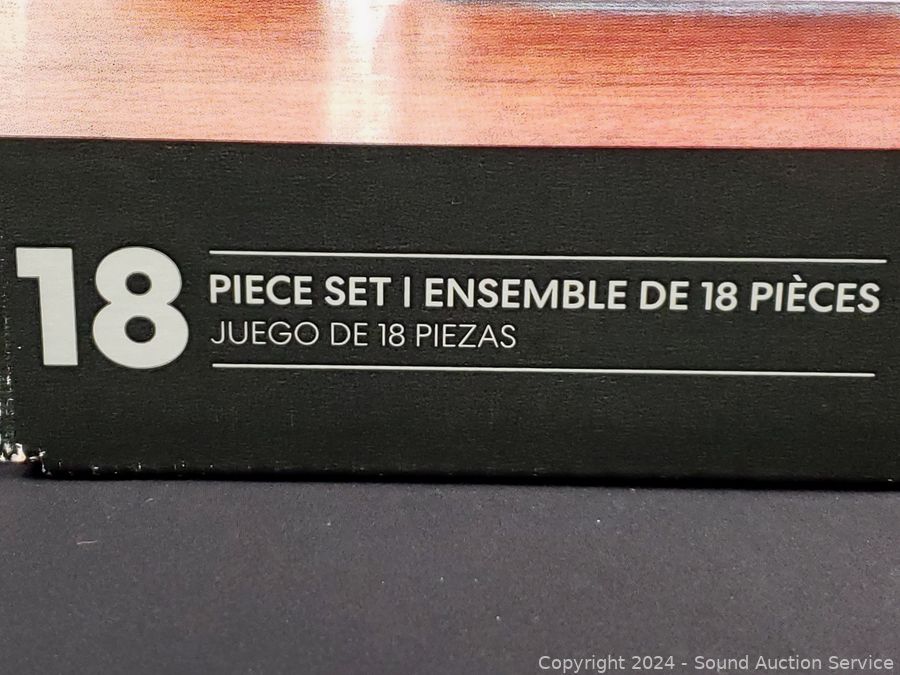 18
PIECE SET | ENSEMBLE DE 18 PIÈCES
JUEGO DE 18 PIEZAS
Copyright 2024 - Sound Auction Service